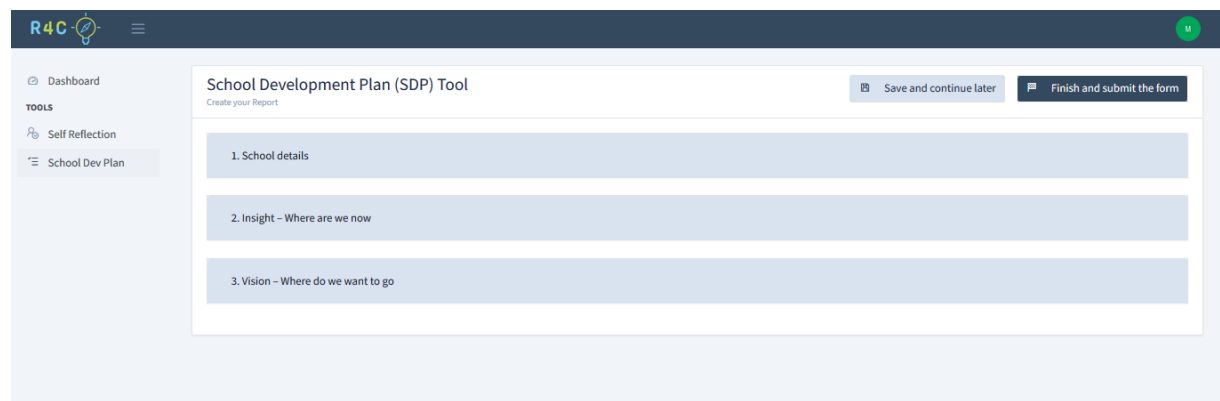 R4C
M
Dashboard
TOOLS
Self Reflection
School Dev Plan
School Development Plan (SDP) Tool
Create your Report
Save and continue later
Finish and submit the form
1. School details
2. Insight – Where are we now
3. Vision – Where do we want to go